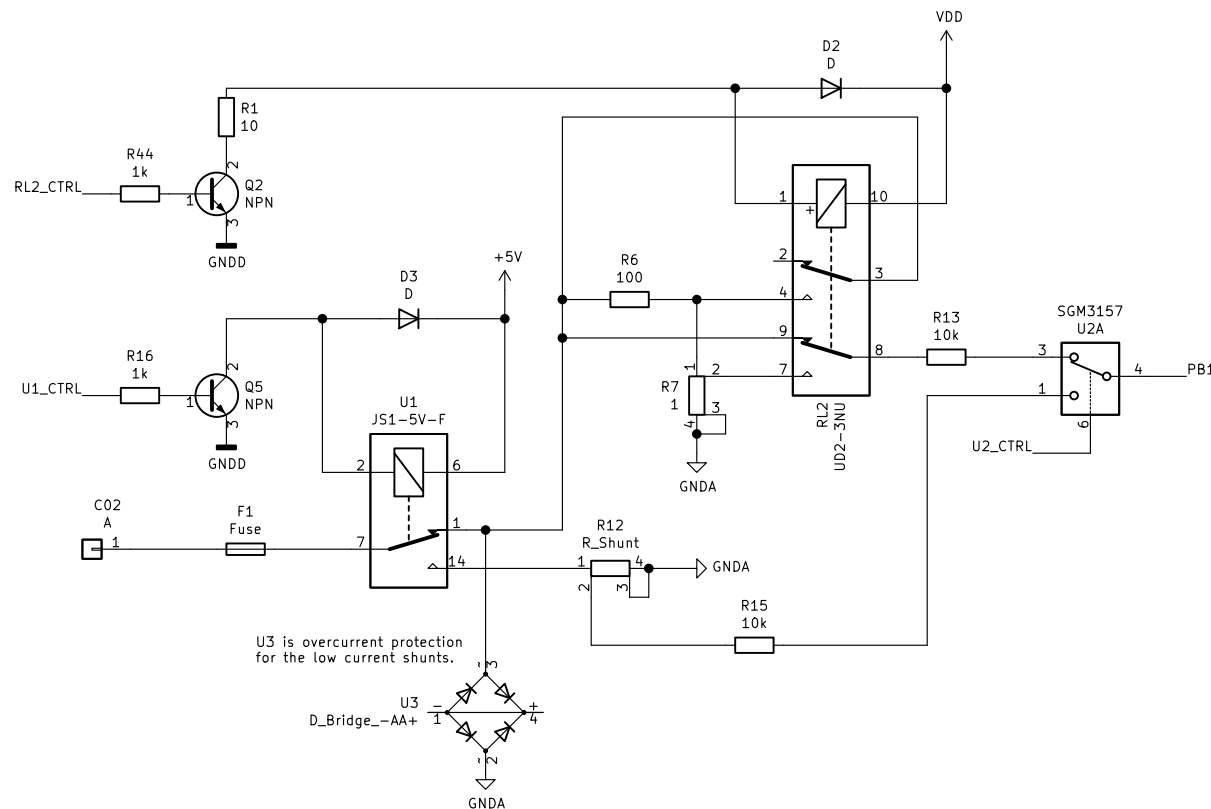 VDD
D2
D
R1
10
R44
1k
2
RL2_CTRL
1
Q2
NPN
3
GNDD
1
+
10
2
3
R6
100
4
+5V
D3
D
9
8
R13
10k
SGM3157
U2A
3
4
PB1
1
6
U2_CTRL
R16
1k
2
U1_CTRL
1
Q5
NPN
3
GNDD
1
2
7
R7
1
3
4
GNDA
RL2
UD2-3NU
U1
JS1-5V-F
2
6
C02
A
1
F1
Fuse
7
1
14
R12
R_Shunt
1
4
2
3
GNDA
R15
10k
U3 is overcurrent protection
for the low current shunts.
~
3
U3
D_Bridge_-AA+
-
1
+
4
~
2
GNDA